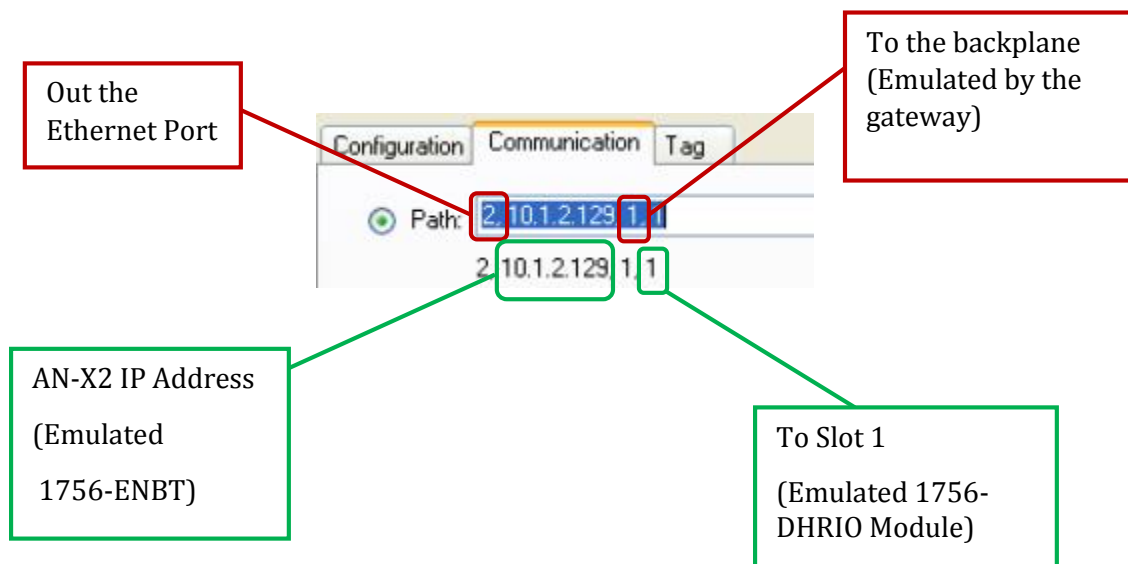 To the backplane
(Emulated by the
gateway)
Out the
Ethernet Port
Configuration Communication Tag
Path: 2, 10.1.2.129, 1, 1
2, 10.1.2.129, 1, 1
AN-X2 IP Address
(Emulated
1756-ENBT)
To Slot 1
(Emulated 1756-
DHRIO Module)